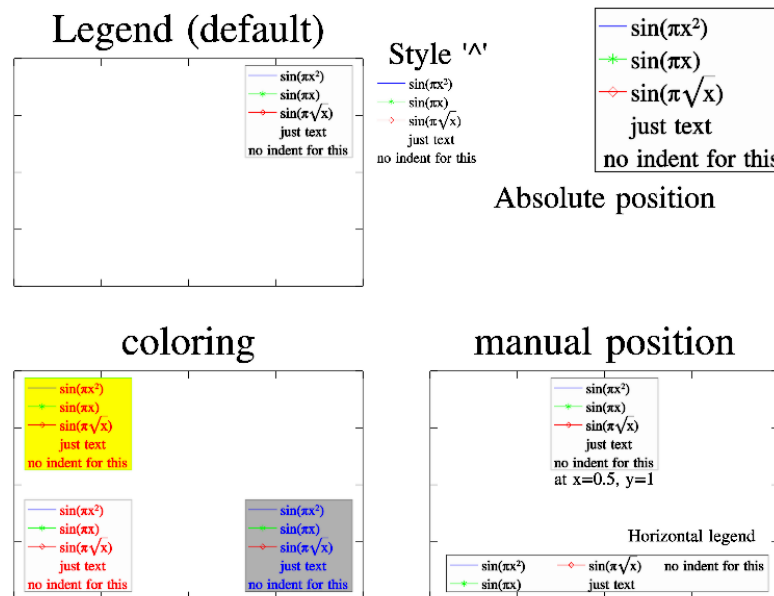 Legend (default)
sin(πx²)
sin(πx)
sin(π√x)
just text
no indent for this
Style '^'
sin(πx²)
sin(πx)
sin(π√x)
just text
no indent for this
sin(πx²)
sin(πx)
sin(π√x)
just text
no indent for this
Absolute position
coloring
sin(πx²)
sin(πx)
sin(π√x)
just text
no indent for this
sin(πx²)
sin(πx)
sin(π√x)
just text
no indent for this
sin(πx²)
sin(πx)
sin(π√x)
just text
no indent for this
manual position
sin(πx²)
sin(πx)
sin(π√x)
just text
no indent for this
at x=0.5, y=1
Horizontal legend
sin(πx²) sin(π√x) no indent for this
sin(πx) just text